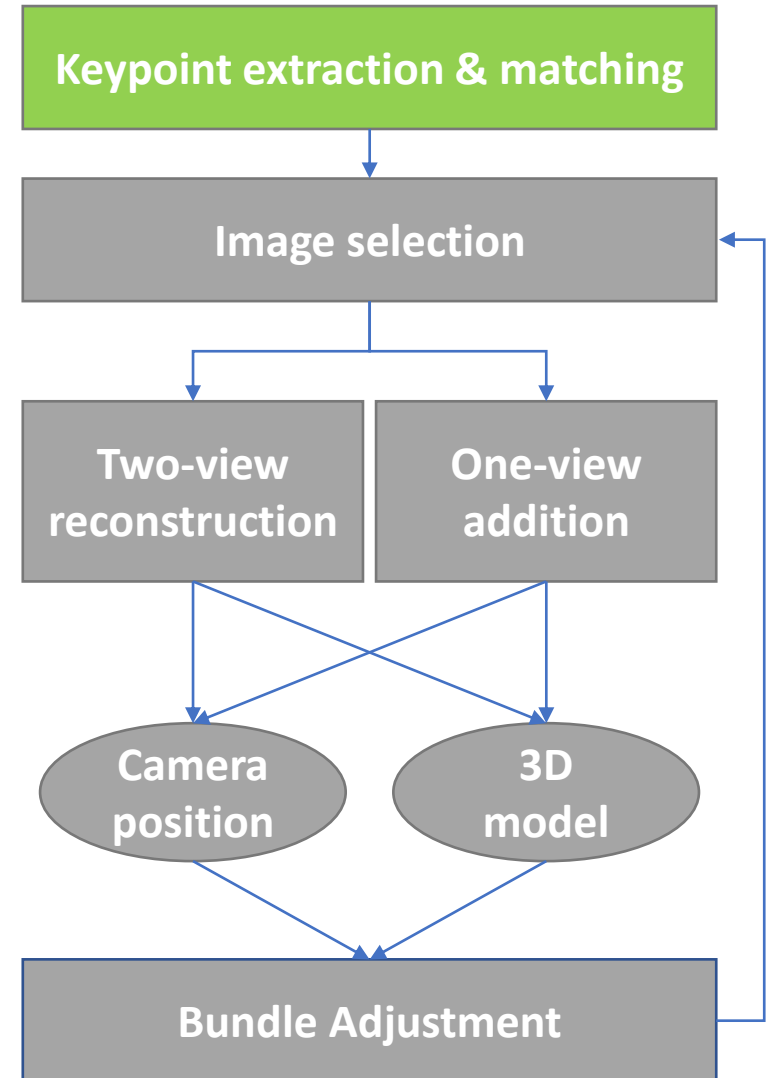 Keypoint extraction & matching
Image selection
Two-view
reconstruction
One-view
addition
Camera
position
3D
model
Bundle Adjustment